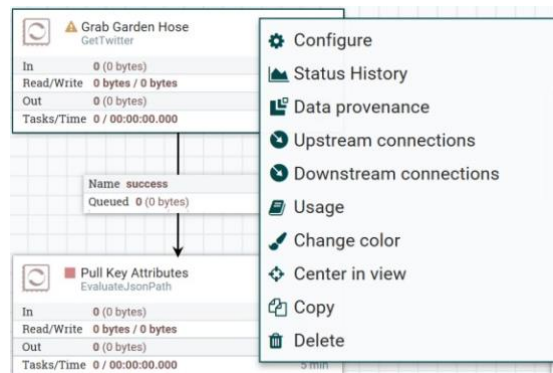 Grab Garden Hose
GetTwitter
In 0 (0 bytes)
Read/Write 0 bytes / 0 bytes
Out 0 (0 bytes)
Tasks/Time 0 / 00:00:00.000
Name success
Queued 0 (0 bytes)
Pull Key Attributes
EvaluateJsonPath
In 0 (0 bytes)
Read/Write 0 bytes / 0 bytes
Out 0 (0 bytes)
Tasks/Time 0 / 00:00:00.000 5 min
Configure
Status History
Data provenance
Upstream connections
Downstream connections
Usage
Change color
Center in view
Copy
Delete